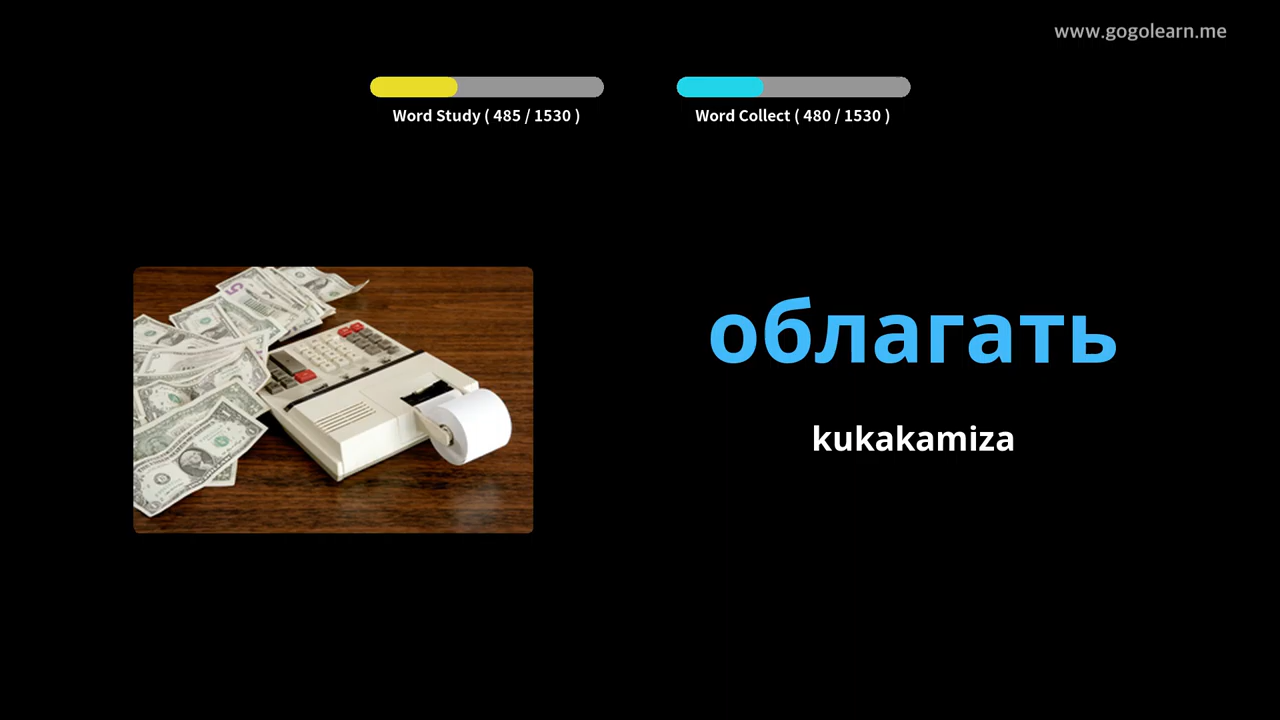 www.gogolearn.me
Word Study ( 485 / 1530 )
Word Collect ( 480 / 1530 )
облагать
kukakamiza